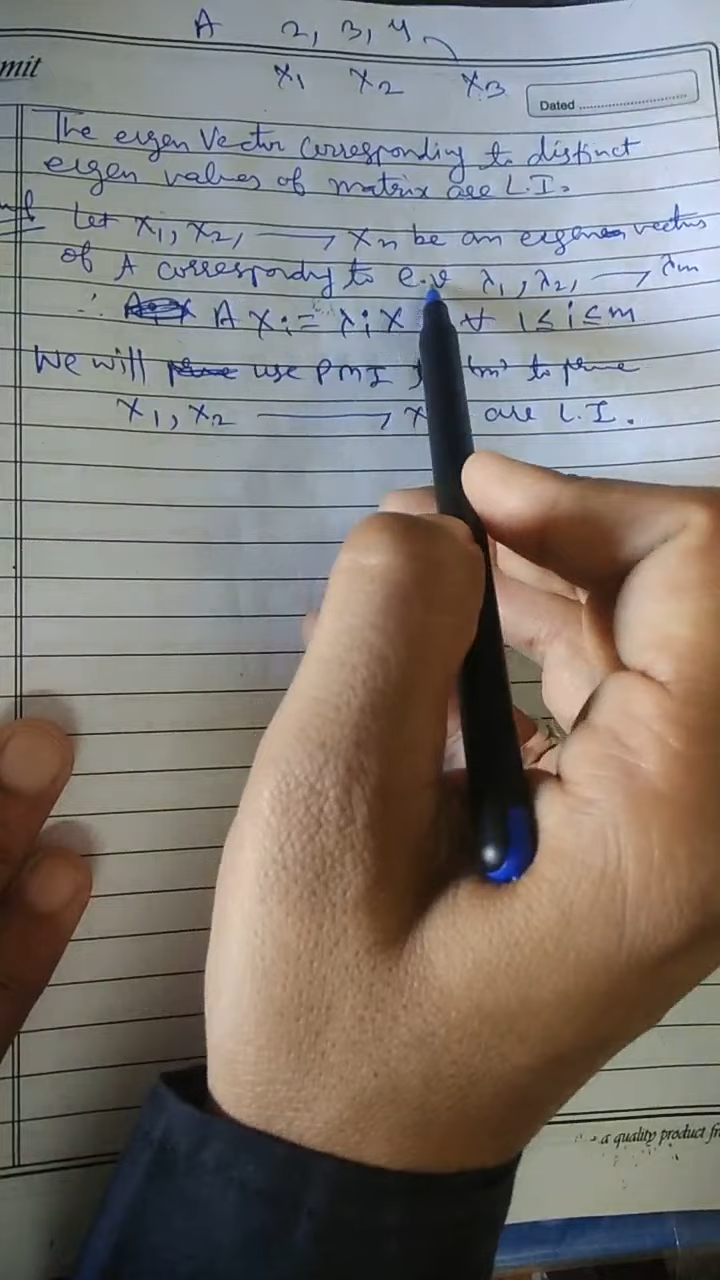 A 2, 3, 4
mit
x1 x2 x3
Dated
The eigen Vector corresponding to distinct
eigen values of matrix are L.I.
Let x1, x2, → xn be an eigen vectors
of A correspondy to e.v λ1, λ2, → λm
∴ A xi = λi x ∀ 1 ≤ i ≤ m
We will use PMI to prove
x1, x2 → x are L.I.
a quality product fr